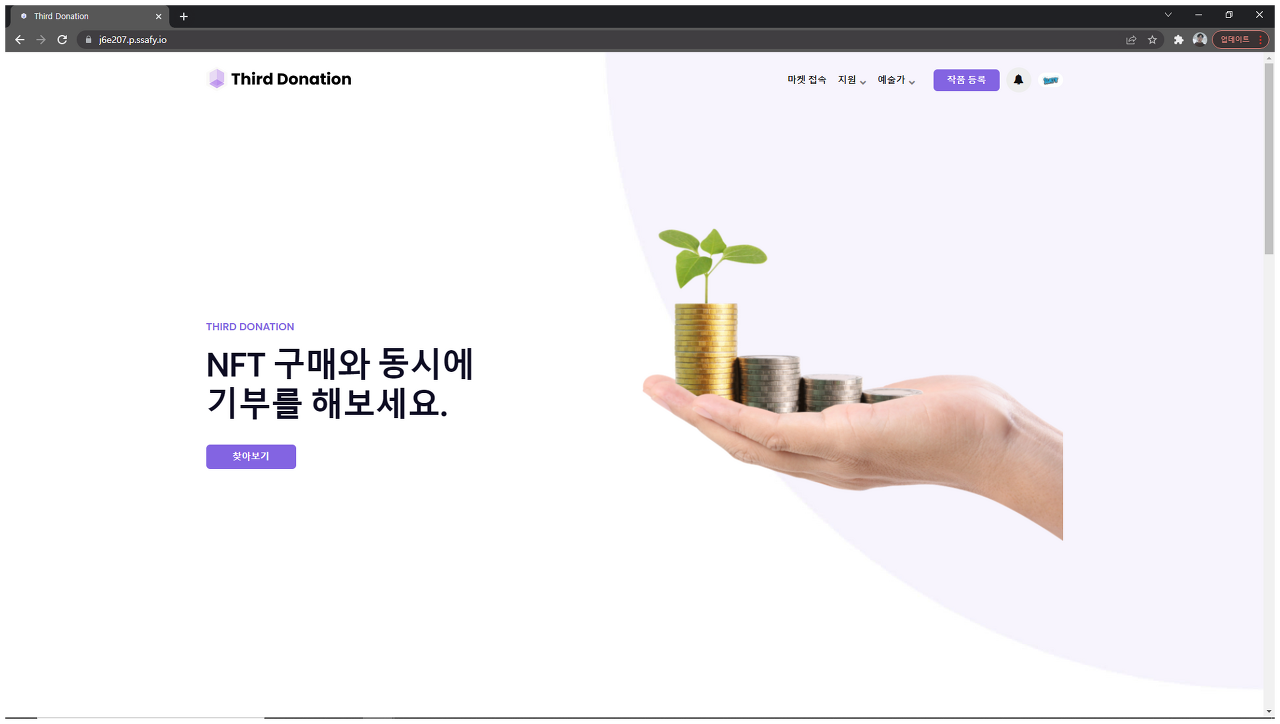 Third Donation
j6e207.p.ssafy.io
업데이트
Third Donation
마켓 접속 지원 예술가 작품 등록
THIRD DONATION
NFT 구매와 동시에
기부를 해보세요.
찾아보기